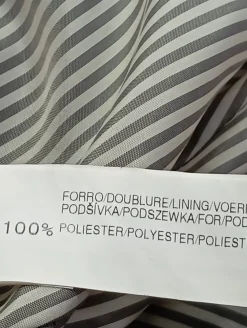 FORRO/DOUBLURE/LINING/VOERI
PODŠÍVKA/PODSZEWKA/FOR/POD
100% POLIESTER/POLYESTER/POLIEST